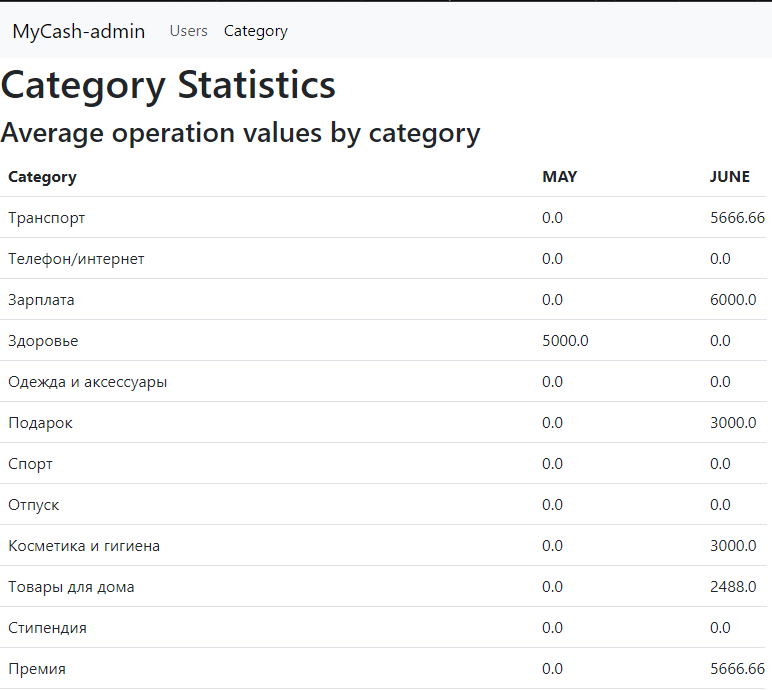 MyCash-admin Users Category
Category Statistics
Average operation values by category
Category MAY JUNE
Транспорт 0.0 5666.66
Телефон/интернет 0.0 0.0
Зарплата 0.0 6000.0
Здоровье 5000.0 0.0
Одежда и аксессуары 0.0 0.0
Подарок 0.0 3000.0
Спорт 0.0 0.0
Отпуск 0.0 0.0
Косметика и гигиена 0.0 3000.0
Товары для дома 0.0 2488.0
Стипендия 0.0 0.0
Премия 0.0 5666.66